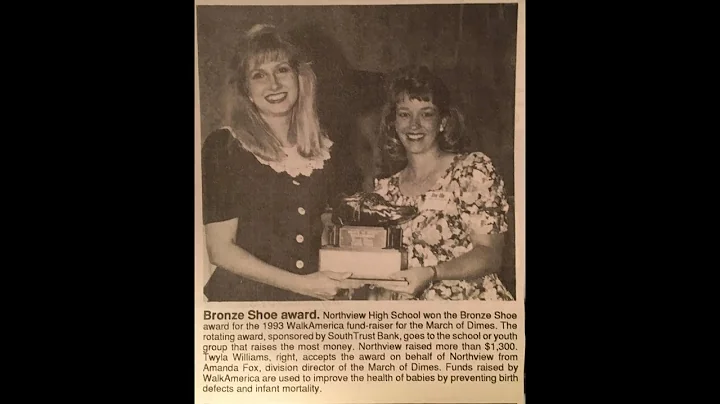 Bronze Shoe award. Northview High School won the Bronze Shoe
award for the 1993 WalkAmerica fund-raiser for the March of Dimes. The
rotating award, sponsored by SouthTrust Bank, goes to the school or youth
group that raises the most money. Northview raised more than $1,300.
Twyla Williams, right, accepts the award on behalf of Northview from
Amanda Fox, division director of the March of Dimes. Funds raised by
WalkAmerica are used to improve the health of babies by preventing birth
defects and infant mortality.